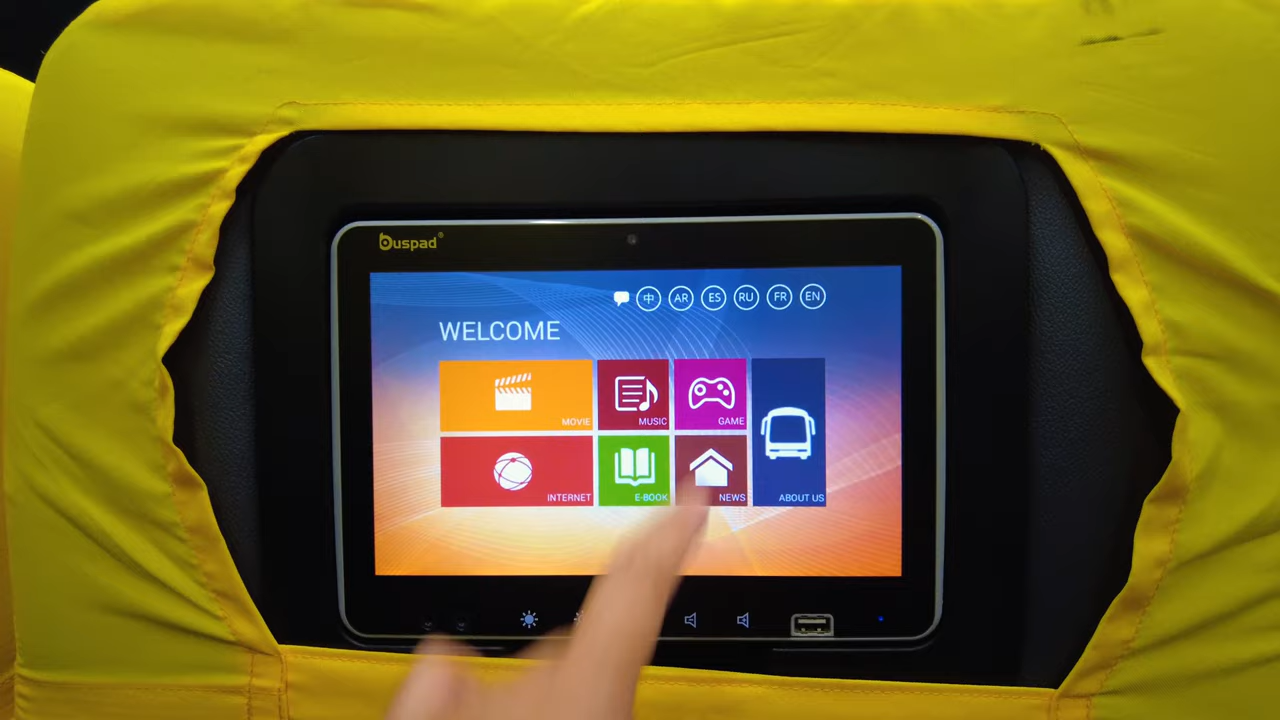 buspad®
中 AR ES RU FR EN
WELCOME
MOVIE
MUSIC
GAME
INTERNET
E-BOOK
NEWS
ABOUT US